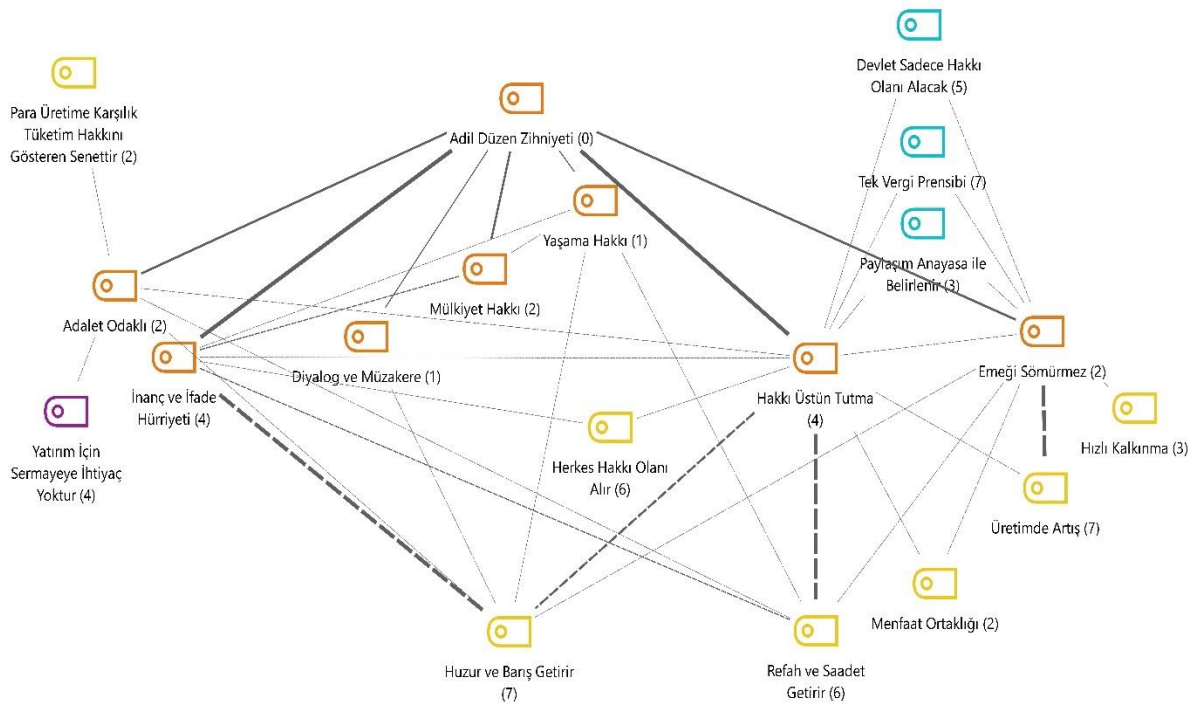 Devlet Sadece Hakkı
Olanı Alacak (5)
Para Üretime Karşılık
Tüketim Hakkını
Gösteren Senettir (2)
Adil Düzen Zihniyeti (0)
Tek Vergi Prensibi (7)
Yaşama Hakkı (1)
Paylaşım Anayasa ile
Belirlenir (3)
Mülkiyet Hakkı (2)
Adalet Odaklı (2)
Diyalog ve Müzakere (1)
Emeği Sömürmez (2)
İnanç ve İfade
Hürriyeti (4)
Hakkı Üstün Tutma
(4)
Yatırım İçin
Sermayeye İhtiyaç
Yoktur (4)
Herkes Hakkı Olanı
Alır (6)
Hızlı Kalkınma (3)
Üretimde Artış (7)
Menfaat Ortaklığı (2)
Huzur ve Barış Getirir
(7)
Refah ve Saadet
Getirir (6)